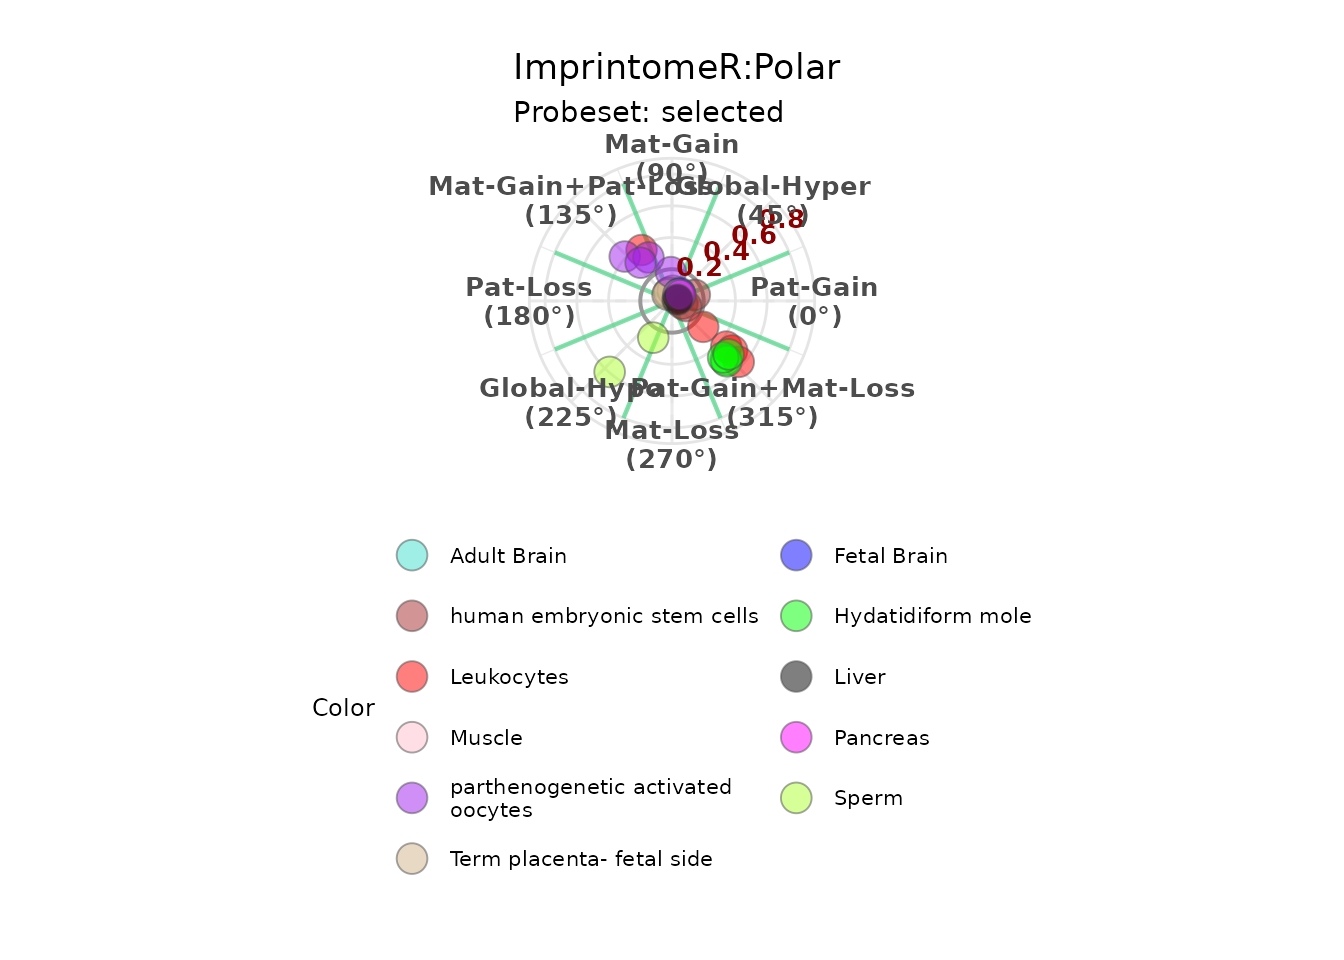 ImprintomeR:Polar
Probeset: selected
Mat-Gain
(90°)
Mat-Gain+Pat-Loss
(135°)
Global-Hyper
(45°)
0.8
0.6
0.4
0.2
Pat-Loss
(180°)
Pat-Gain
(0°)
Global-Hypo
(225°)
Pat-Gain+Mat-Loss
(315°)
Mat-Loss
(270°)
Color
Adult Brain
human embryonic stem cells
Leukocytes
Muscle
parthenogenetic activated
oocytes
Term placenta- fetal side
Fetal Brain
Hydatidiform mole
Liver
Pancreas
Sperm